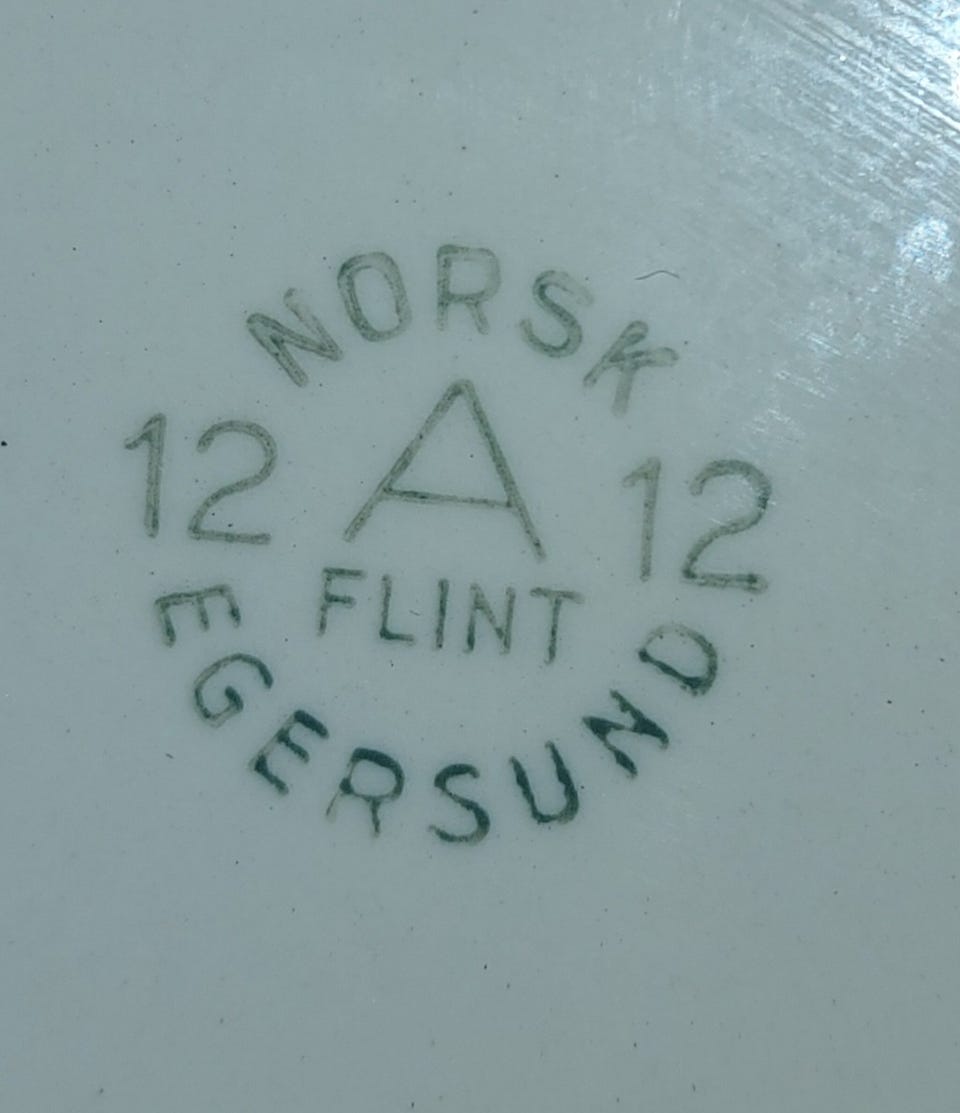 NORSK
12 A 12
FLINT
EGERSUND